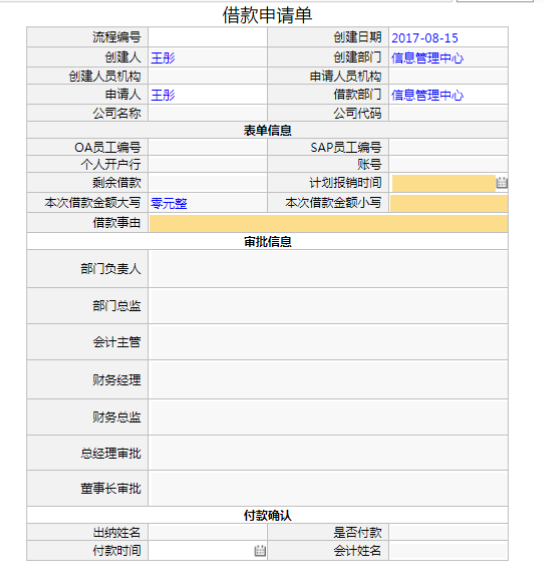 借款申请单
流程编号 创建日期 2017-08-15
创建人 王彤 创建部门 信息管理中心
创建人员机构 申请人员机构
申请人 王彤 借款部门 信息管理中心
公司名称 公司代码
表单信息
OA员工编号 SAP员工编号
个人开户行 账号
剩余借款 计划报销时间
本次借款金额大写 零元整 本次借款金额小写
借款事由
审批信息
部门负责人
部门总监
会计主管
财务经理
财务总监
总经理审批
董事长审批
付款确认
出纳姓名 是否付款
付款时间 会计姓名